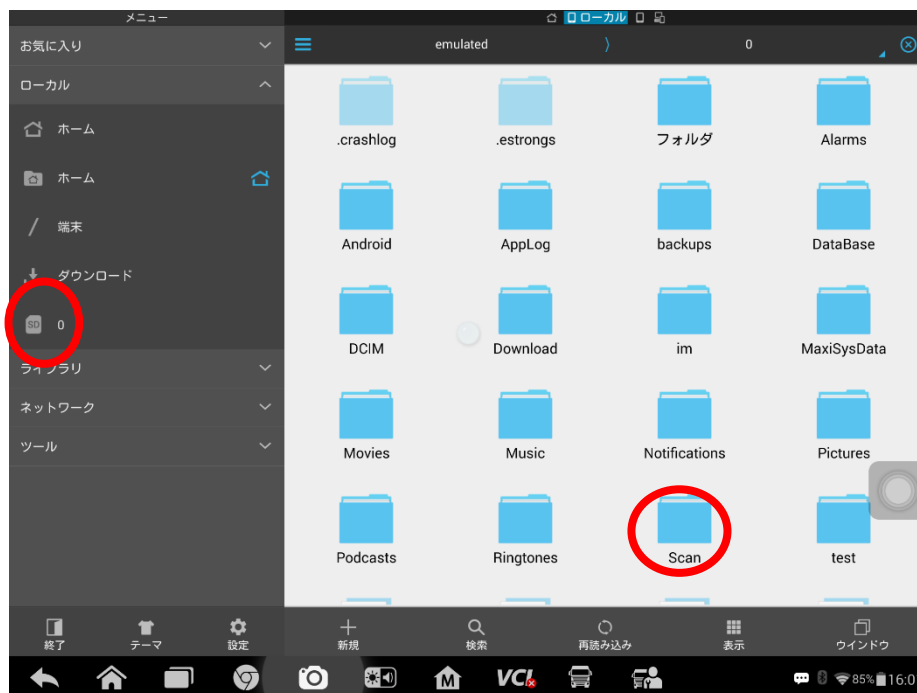 メニュー
お気に入り
ローカル
ホーム
ホーム
端末
ダウンロード
SD 0
ライブラリ
ネットワーク
ツール
終了 テーマ 設定
ローカル
emulated 〉 0
.crashlog .estrongs フォルダ Alarms
Android AppLog backups DataBase
DCIM Download im MaxiSysData
Movies Music Notifications Pictures
Podcasts Ringtones Scan test
新規 検索 再読み込み 表示 ウインドウ
M VCI 85% 16:0